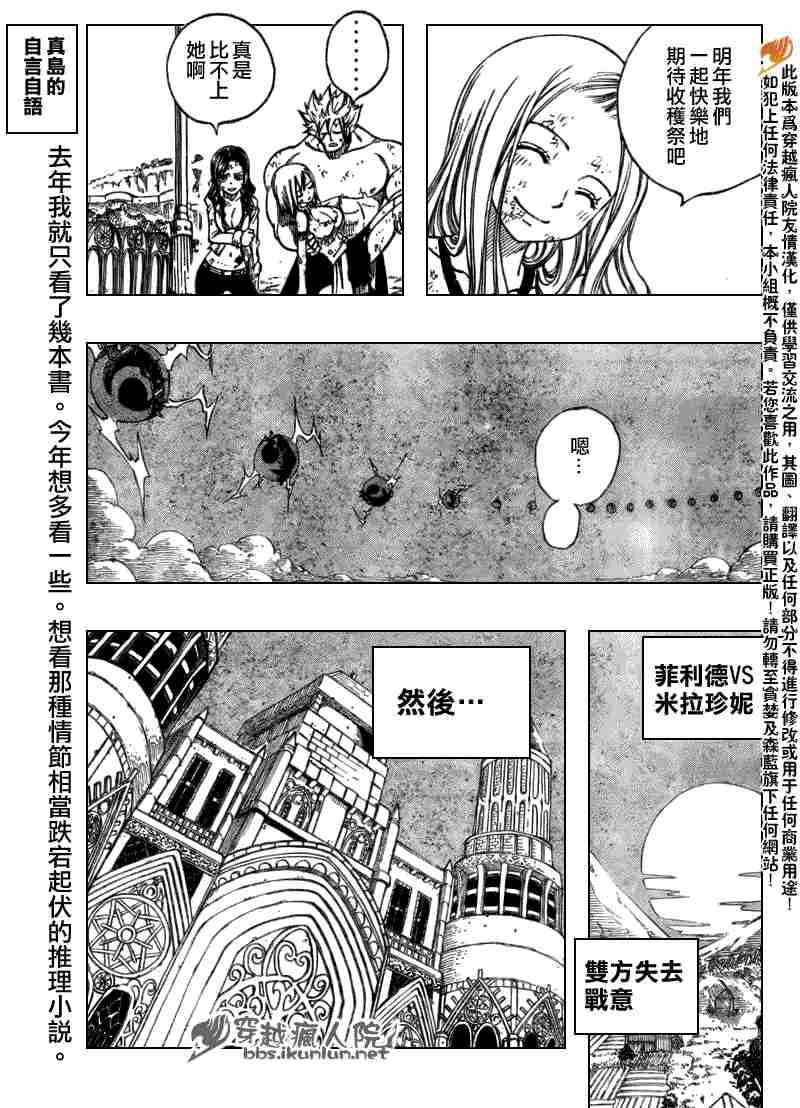 此版本爲穿越瘋人院友情漢化，僅供學習交流之用，其圖、翻譯以及任何部分不得進行修改或用于任何商業用途！
如犯上任何法律責任，本小組概不負責。若您喜歡此作品，請購買正版！請勿轉至貪婪及森藍旗下任何網站！
明年我們
一起快樂地
期待收穫祭吧
……
真是
比不上
她啊
嗯…
菲利德VS
米拉珍妮
雙方失去
戰意
然後…
真島的
自言自語
去年我就只看了幾本書。今年想多看一些。想看那種情節相當跌宕起伏的推理小説。
穿越瘋人院
bbs.ikunlun.net